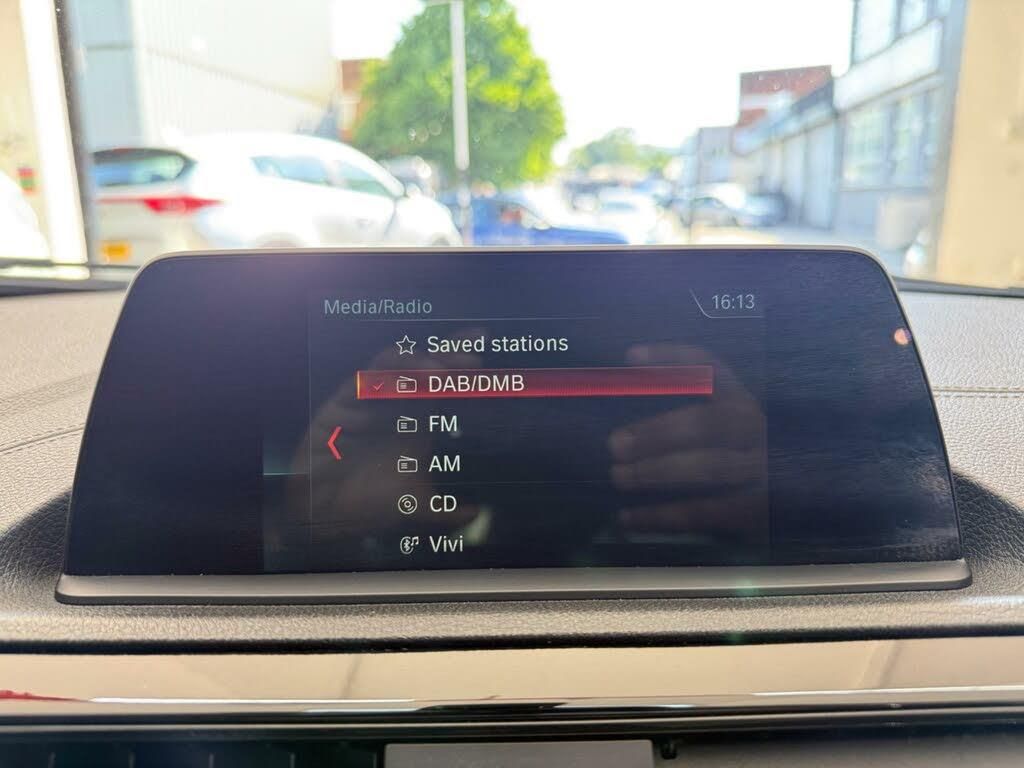 Media/Radio
16:13
Saved stations
DAB/DMB
FM
AM
CD
Vivi